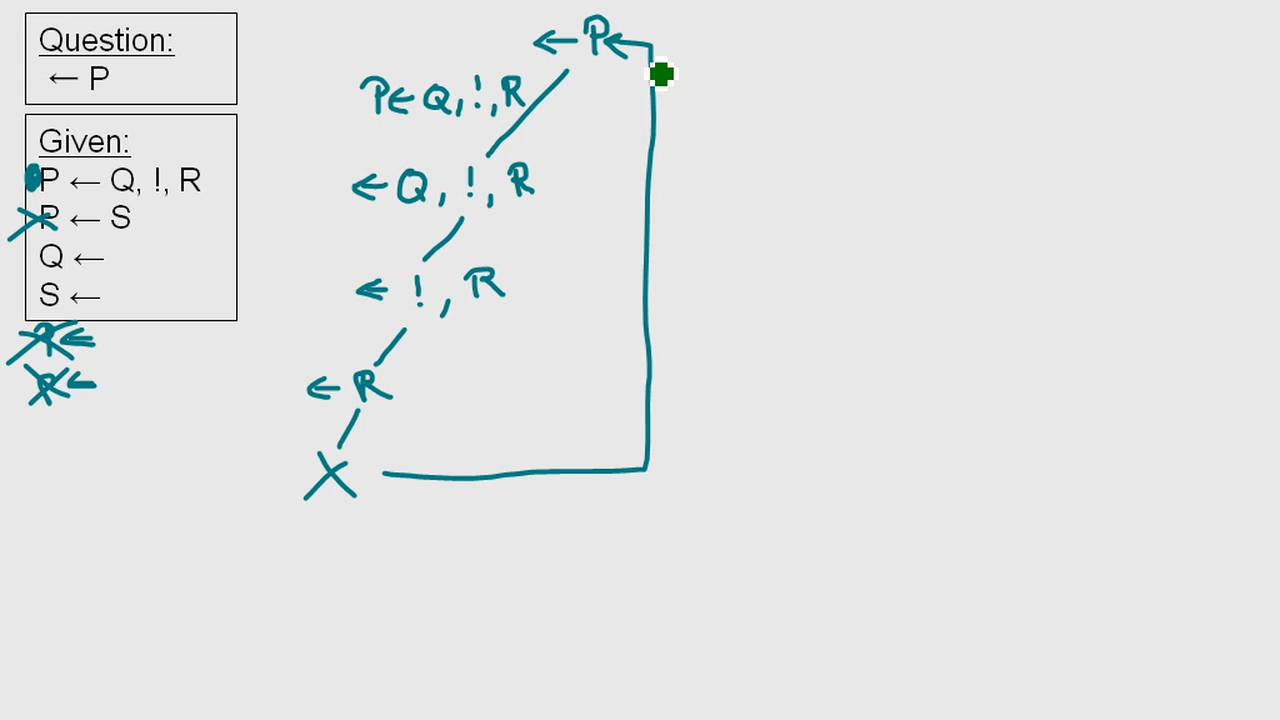 Question:
← P
Given:
P ← Q, !, R
P ← S
Q ←
S ←
R ←
← P
P ← Q, !, R
← Q, !, R
← !, R
← R
X